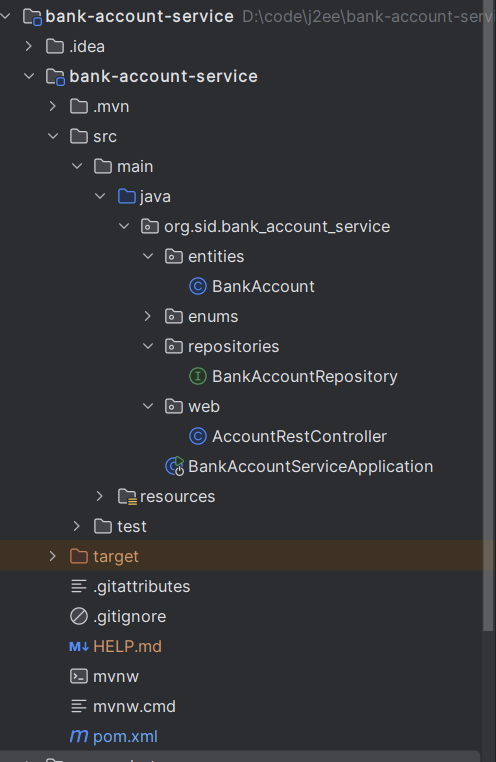 bank-account-service D:\code\j2ee\bank-account-servi
.idea
bank-account-service
.mvn
src
main
java
org.sid.bank_account_service
entities
C BankAccount
enums
repositories
I BankAccountRepository
web
C AccountRestController
C BankAccountServiceApplication
resources
test
target
.gitattributes
.gitignore
M↓ HELP.md
mvnw
mvnw.cmd
m pom.xml